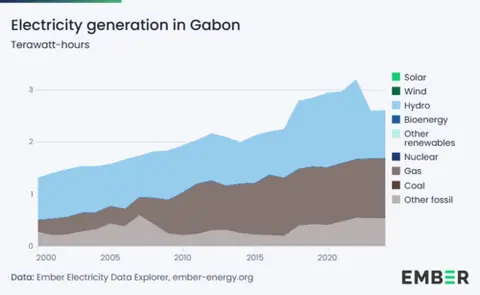 Electricity generation in Gabon
Terawatt-hours
3
2
1
0
2000
2005
2010
2015
2020
Solar
Wind
Hydro
Bioenergy
Other
renewables
Nuclear
Gas
Coal
Other fossil
Data: Ember Electricity Data Explorer, ember-energy.org
EMBER